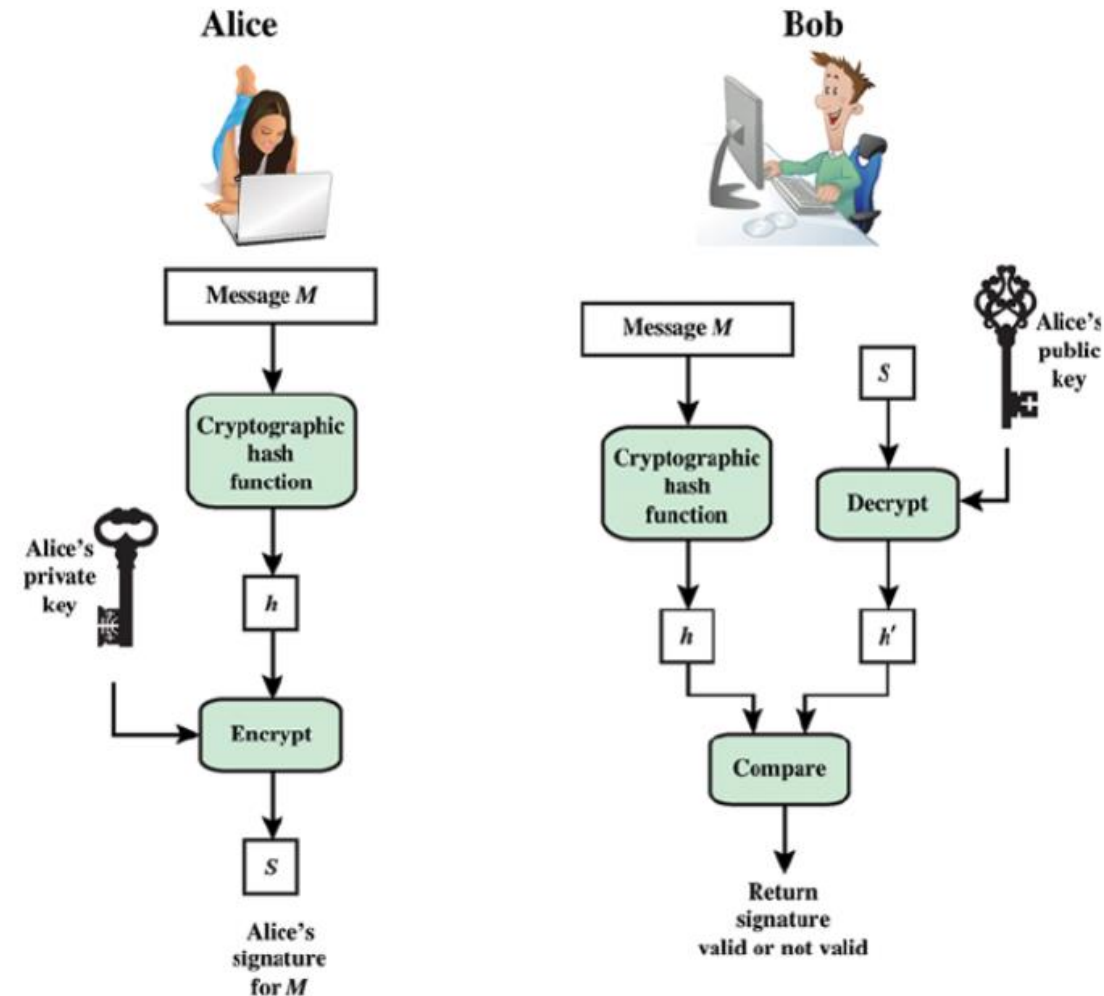 Alice
Message M
Cryptographic
hash
function
Alice's
private
key
h
Encrypt
S
Alice's
signature
for M
Bob
Message M
S
Alice's
public
key
Cryptographic
hash
function
Decrypt
h
h′
Compare
Return
signature
valid or not valid